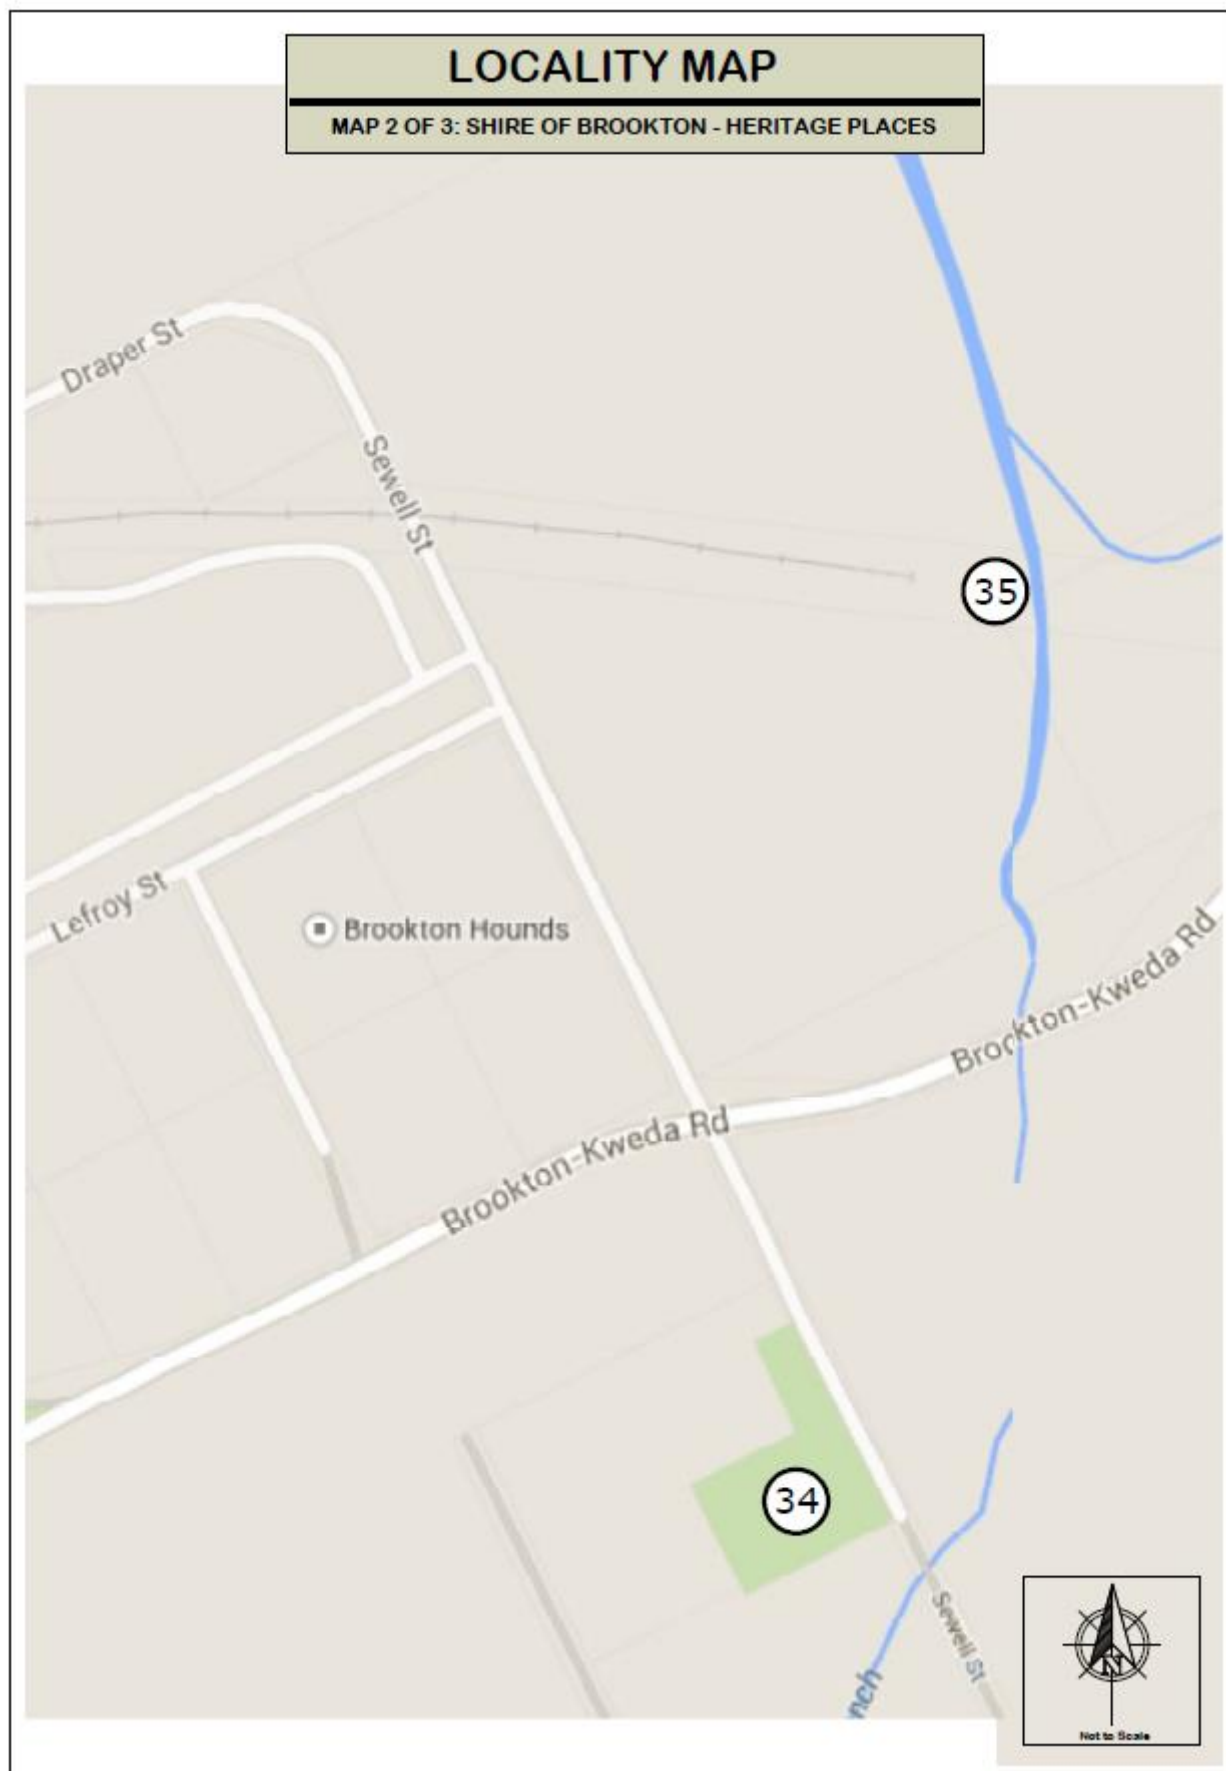 LOCALITY MAP
MAP 2 OF 3: SHIRE OF BROOKTON - HERITAGE PLACES
Draper St
Sewell St
35
Lefroy St
Brookton Hounds
Brookton-Kweda Rd
Brookton-Kweda Rd
34
Sewell St
nch
N
Not to Scale